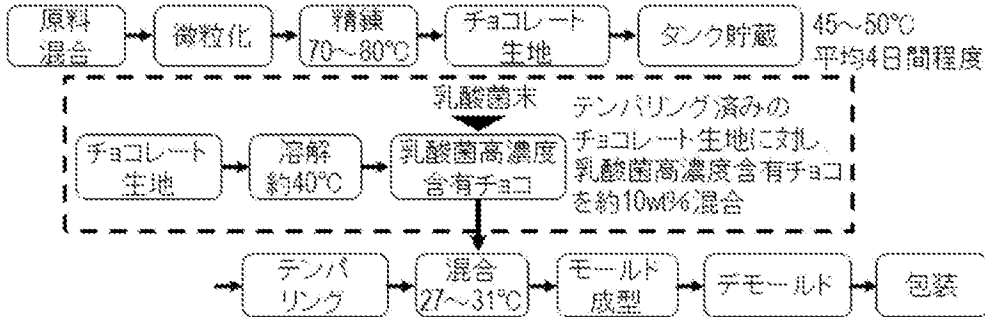 原料
混合
微粒化
精練
70～80℃
チョコレート
生地
タンク貯蔵
45～50℃
平均4日間程度
乳酸菌末
チョコレート
生地
溶解
約40℃
乳酸菌高濃度
含有チョコ
テンパリング済みの
チョコレート生地に対し、
乳酸菌高濃度含有チョコ
を約10wt%混合
テンパ
リング
混合
27～31℃
モールド
成型
デモールド
包装